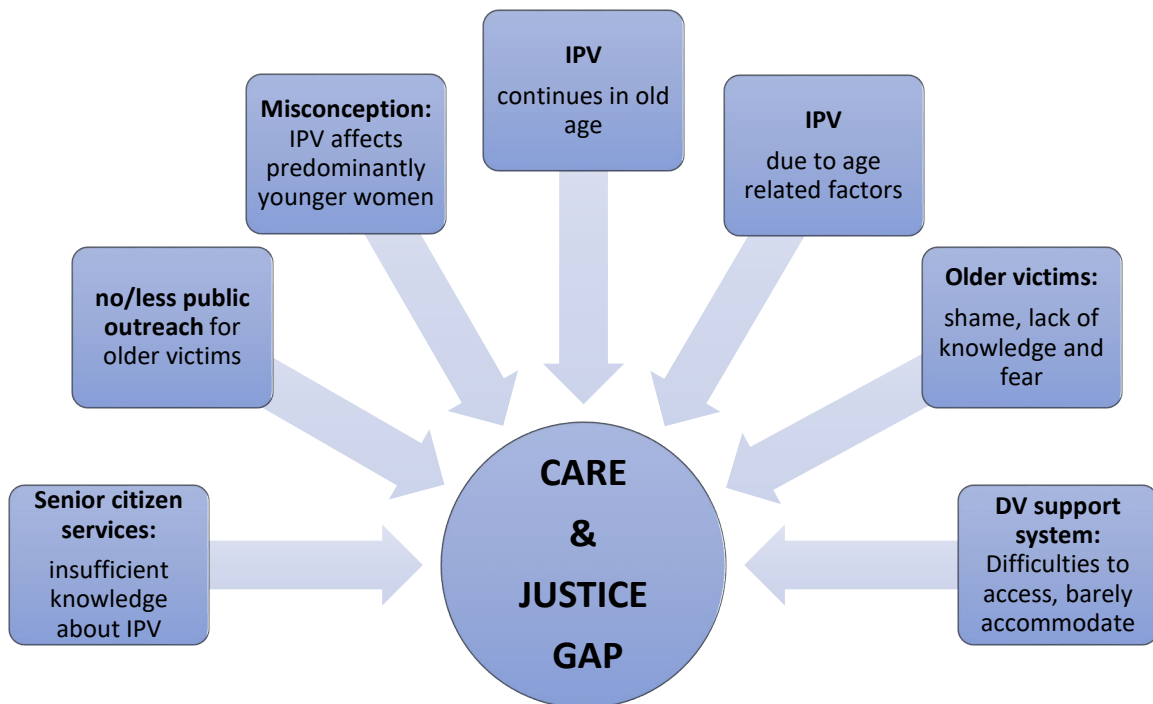 IPV
continues in old
age
Misconception:
IPV affects
predominantly
younger women
IPV
due to age
related factors
no/less public
outreach for
older victims
Older victims:
shame, lack of
knowledge and
fear
Senior citizen
services:
insufficient
knowledge
about IPV
CARE
&
JUSTICE
GAP
DV support
system:
Difficulties to
access, barely
accommodate